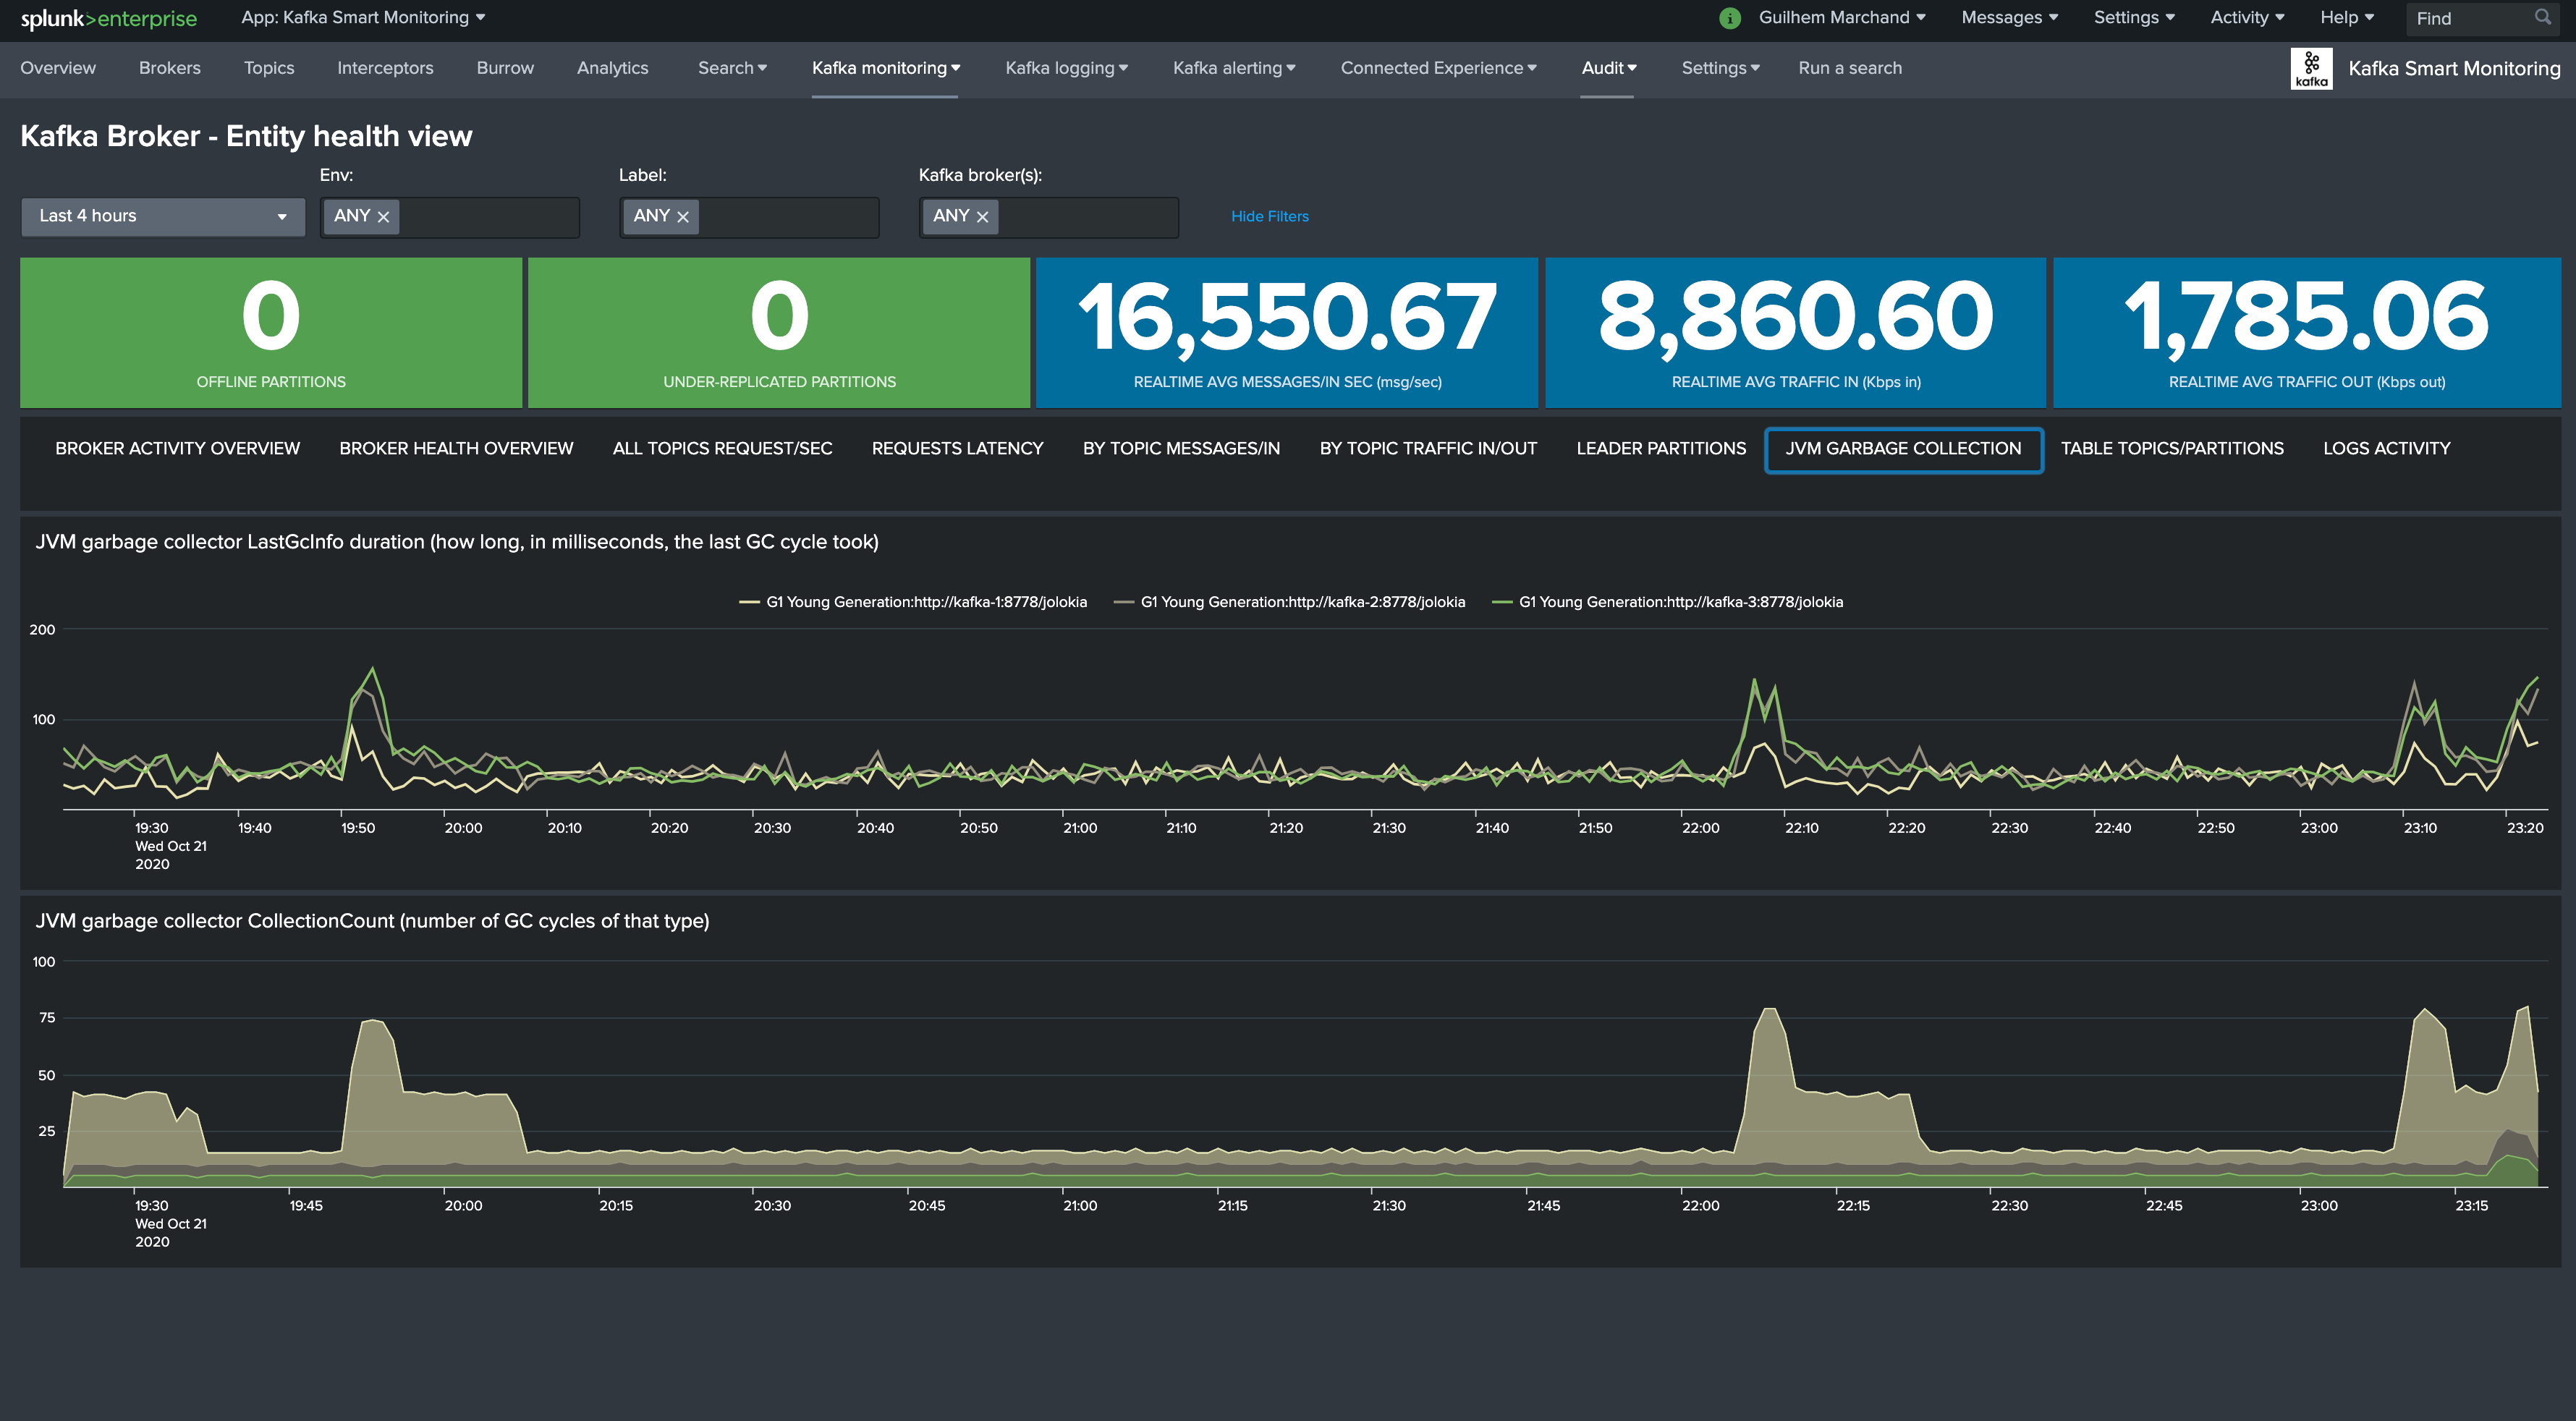 splunk>enterprise App: Kafka Smart Monitoring i Guilhem Marchand Messages Settings Activity Help Find
Overview Brokers Topics Interceptors Burrow Analytics Search Kafka monitoring Kafka logging Kafka alerting Connected Experience Audit Settings Run a search kafka Kafka Smart Monitoring
Kafka Broker - Entity health view
Env: Label: Kafka broker(s):
Last 4 hours ANY ANY ANY Hide Filters
0 0 16,550.67 8,860.60 1,785.06
OFFLINE PARTITIONS UNDER-REPLICATED PARTITIONS REALTIME AVG MESSAGES/IN SEC (msg/sec) REALTIME AVG TRAFFIC IN (Kbps in) REALTIME AVG TRAFFIC OUT (Kbps out)
BROKER ACTIVITY OVERVIEW BROKER HEALTH OVERVIEW ALL TOPICS REQUEST/SEC REQUESTS LATENCY BY TOPIC MESSAGES/IN BY TOPIC TRAFFIC IN/OUT LEADER PARTITIONS JVM GARBAGE COLLECTION TABLE TOPICS/PARTITIONS LOGS ACTIVITY
JVM garbage collector LastGcInfo duration (how long, in milliseconds, the last GC cycle took)
G1 Young Generation:http://kafka-1:8778/jolokia G1 Young Generation:http://kafka-2:8778/jolokia G1 Young Generation:http://kafka-3:8778/jolokia
200
100
19:30 19:40 19:50 20:00 20:10 20:20 20:30 20:40 20:50 21:00 21:10 21:20 21:30 21:40 21:50 22:00 22:10 22:20 22:30 22:40 22:50 23:00 23:10 23:20
Wed Oct 21
2020
JVM garbage collector CollectionCount (number of GC cycles of that type)
100
75
50
25
19:30 19:45 20:00 20:15 20:30 20:45 21:00 21:15 21:30 21:45 22:00 22:15 22:30 22:45 23:00 23:15
Wed Oct 21
2020